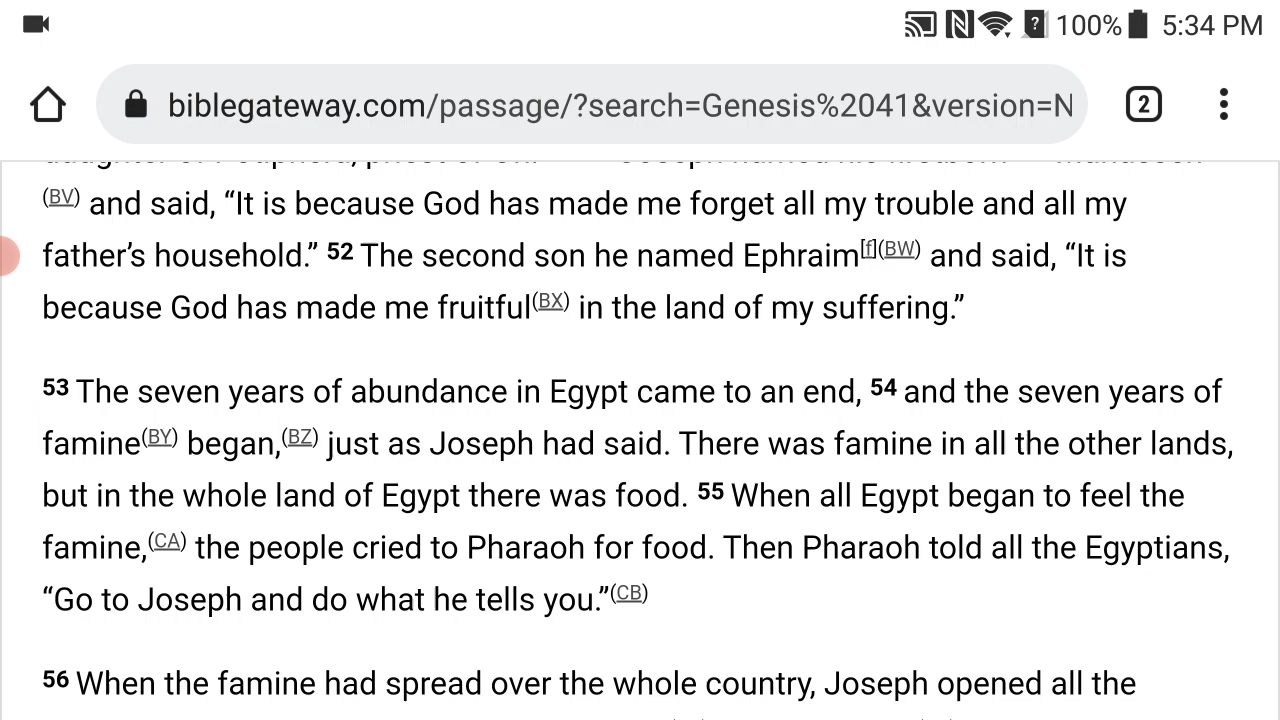 100% 5:34 PM
biblegateway.com/passage/?search=Genesis%2041&version=N 2
(BV) and said, “It is because God has made me forget all my trouble and all my
father’s household.” 52 The second son he named Ephraim[f](BW) and said, “It is
because God has made me fruitful(BX) in the land of my suffering.”
53 The seven years of abundance in Egypt came to an end, 54 and the seven years of
famine(BY) began,(BZ) just as Joseph had said. There was famine in all the other lands,
but in the whole land of Egypt there was food. 55 When all Egypt began to feel the
famine,(CA) the people cried to Pharaoh for food. Then Pharaoh told all the Egyptians,
“Go to Joseph and do what he tells you.”(CB)
56 When the famine had spread over the whole country, Joseph opened all the